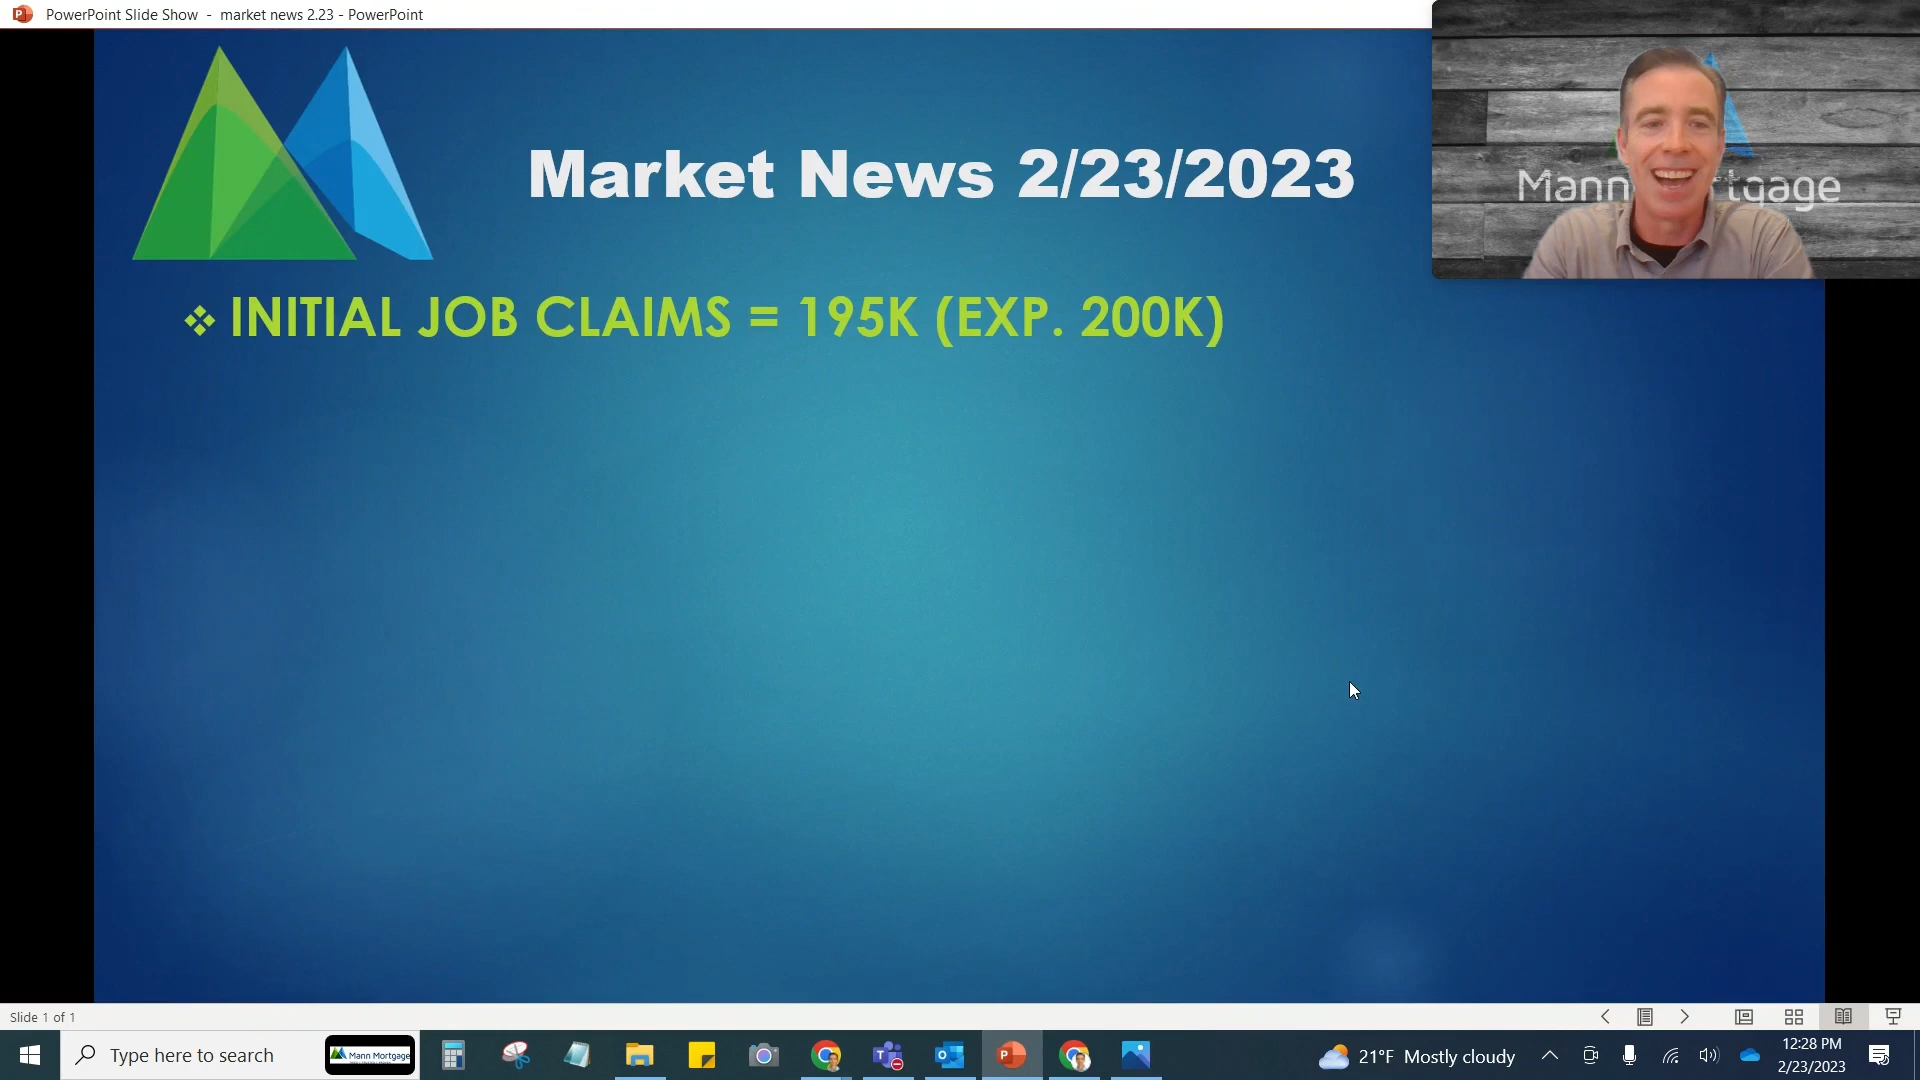 PowerPoint Slide Show - market news 2.23 - PowerPoint
Market News 2/23/2023
Mann rtgage
❖ INITIAL JOB CLAIMS = 195K (EXP. 200K)
Slide 1 of 1
Type here to search
Mann Mortgage
21°F Mostly cloudy
12:28 PM
2/23/2023